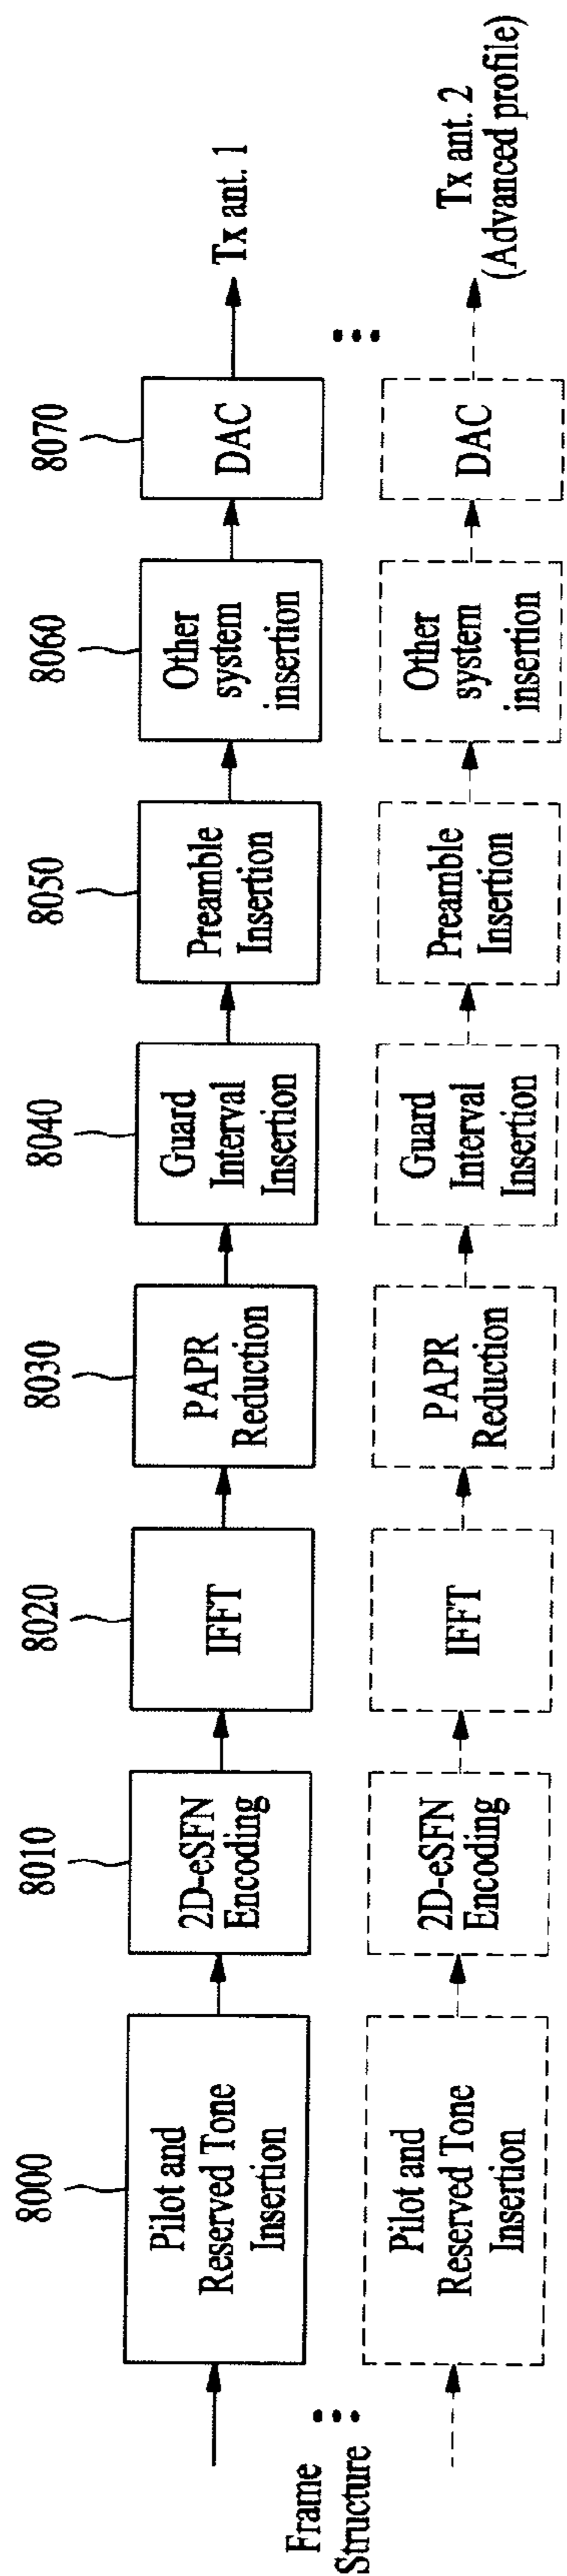 Frame
Structure
8000
Pilot and
Reserved Tone
Insertion
8010
2D-eSFN
Encoding
8020
IFFT
8030
PAPR
Reduction
8040
Guard
Interval
Insertion
8050
Preamble
Insertion
8060
Other
system
insertion
8070
DAC
Tx ant. 1
Pilot and
Reserved Tone
Insertion
2D-eSFN
Encoding
IFFT
PAPR
Reduction
Guard
Interval
Insertion
Preamble
Insertion
Other
system
insertion
DAC
Tx ant. 2
(Advanced profile)